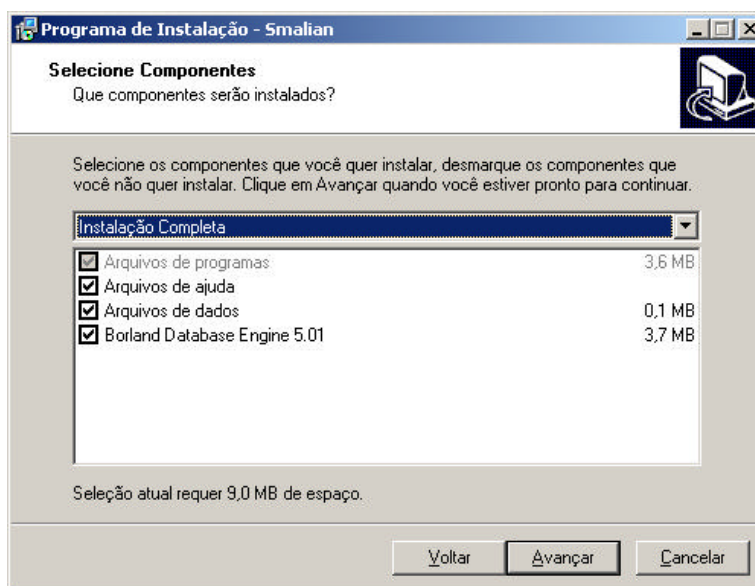 Programa de Instalação - Smalian
Selecione Componentes
Que componentes serão instalados?
Selecione os componentes que você quer instalar, desmarque os componentes que
você não quer instalar. Clique em Avançar quando você estiver pronto para continuar.
Instalação Completa
Arquivos de programas 3,6 MB
Arquivos de ajuda
Arquivos de dados 0,1 MB
Borland Database Engine 5.01 3,7 MB
Seleção atual requer 9,0 MB de espaço.
Voltar Avançar Cancelar